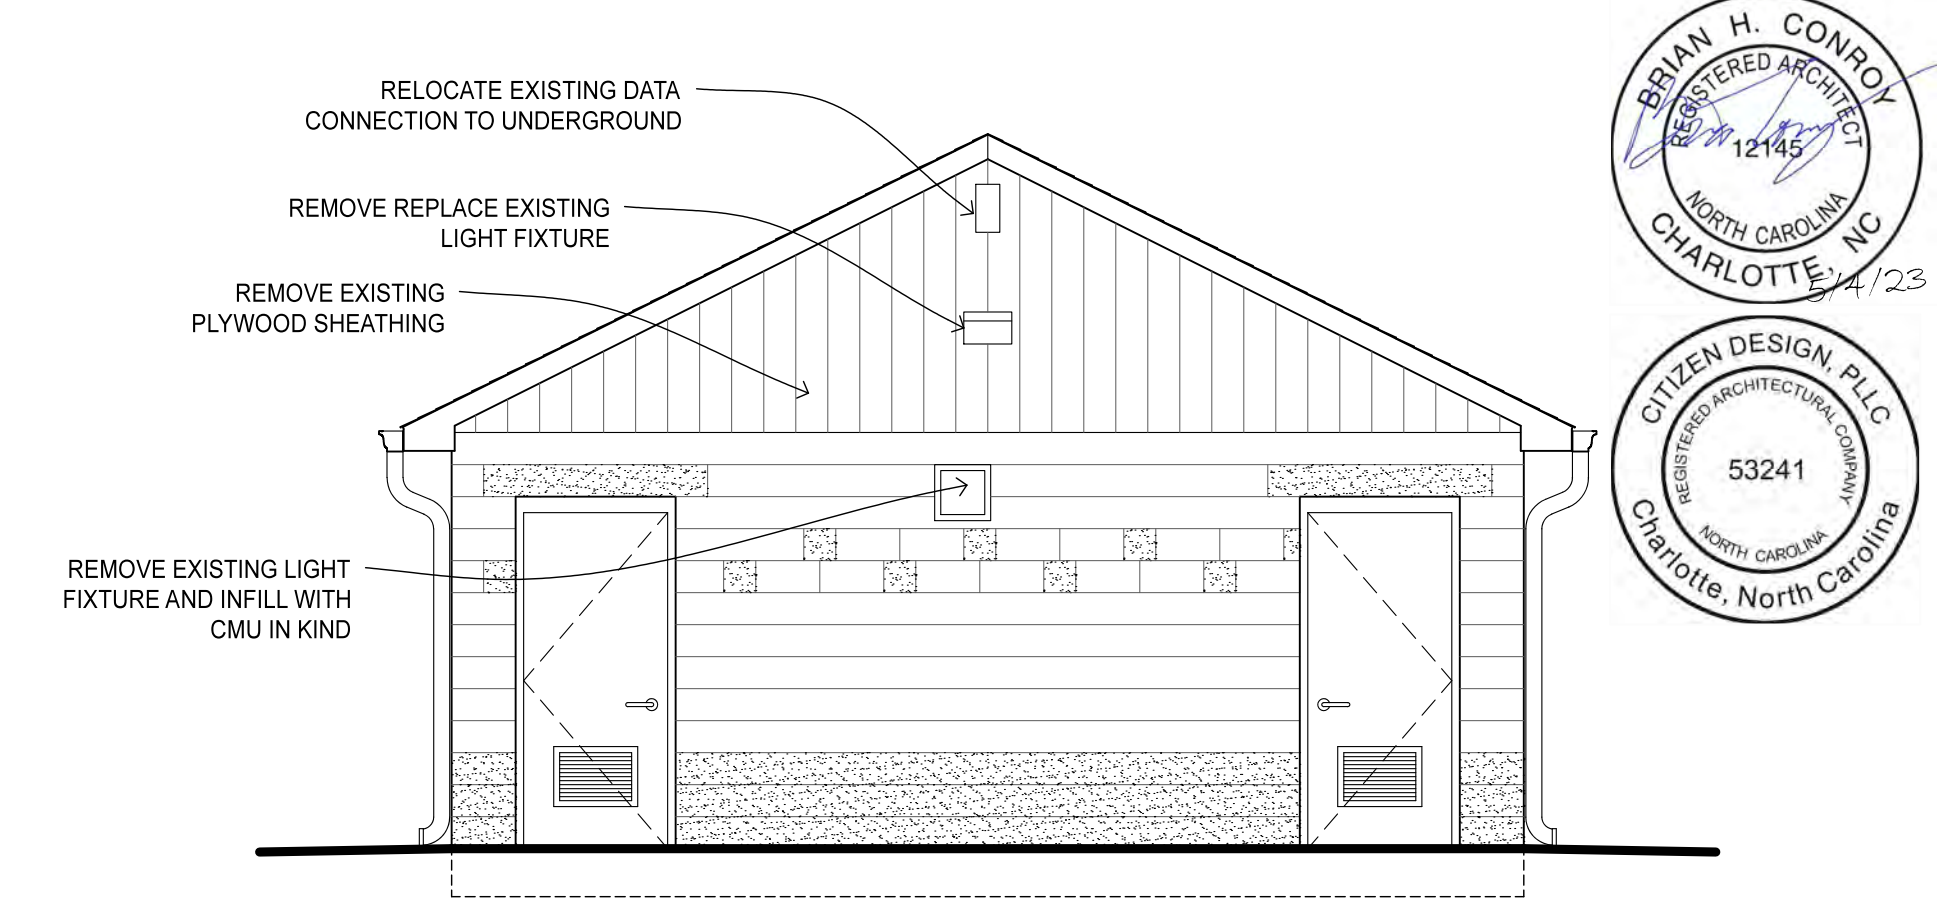 RELOCATE EXISTING DATA
CONNECTION TO UNDERGROUND
REMOVE REPLACE EXISTING
LIGHT FIXTURE
REMOVE EXISTING
PLYWOOD SHEATHING
REMOVE EXISTING LIGHT
FIXTURE AND INFILL WITH
CMU IN KIND
BRIAN H. CONROY
REGISTERED ARCHITECT
12145
NORTH CAROLINA
CHARLOTTE, NC
5/4/23
CITIZEN DESIGN, PLLC
REGISTERED ARCHITECTURAL COMPANY
53241
NORTH CAROLINA
Charlotte, North Carolina